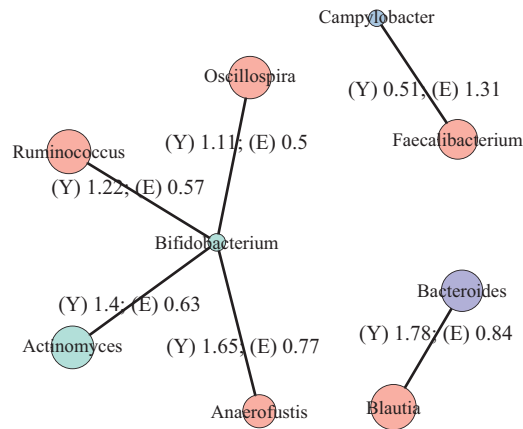 Campylobacter
Oscillospira
(Y) 0.51; (E) 1.31
Faecalibacterium
(Y) 1.11; (E) 0.5
Ruminococcus
(Y) 1.22; (E) 0.57
Bifidobacterium
(Y) 1.4; (E) 0.63
Actinomyces
(Y) 1.65; (E) 0.77
Anaerofustis
Bacteroides
(Y) 1.78; (E) 0.84
Blautia